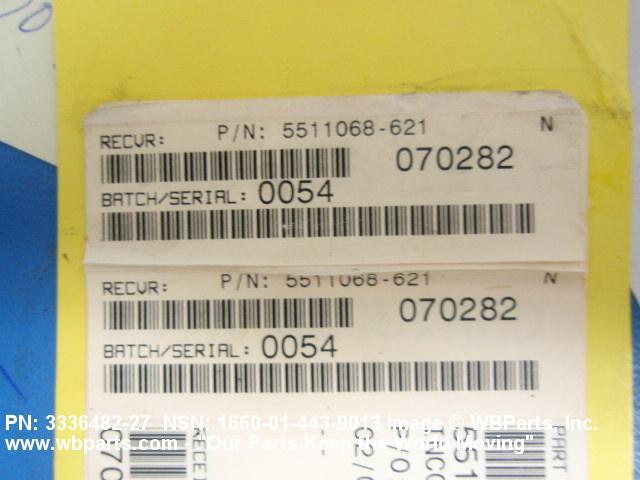 RECVR: P/N: 5511068-621 N
070282
BATCH/SERIAL: 0054
RECVR: P/N: 5511068-621 N
070282
BATCH/SERIAL: 0054
PART
PN: 3336482-27 NSN: 1660-01-443-9013 image © WBParts, Inc.
www.wbparts.com - "Our Parts Keep the World Moving"